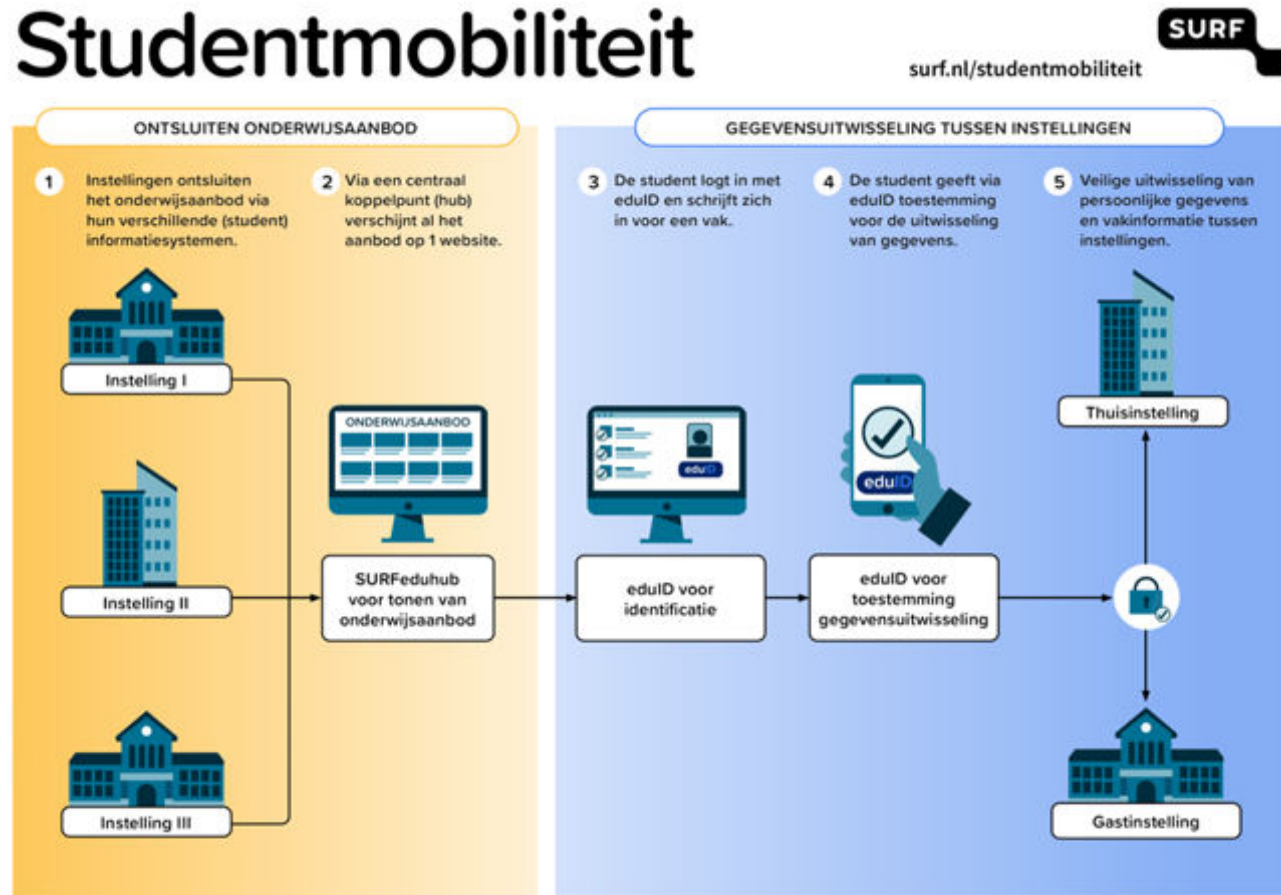 Studentmobiliteit
surf.nl/studentmobiliteit
SURF
ONTSLUITEN ONDERWIJSAANBOD
GEGEVENSUITWISSELING TUSSEN INSTELLINGEN
1
Instellingen ontsluiten
het onderwijsaanbod via
hun verschillende (student)
informatiesystemen.
2
Via een centraal
koppelpunt (hub)
verschijnt al het
aanbod op 1 website.
3
De student logt in met
eduID en schrijft zich
in voor een vak.
4
De student geeft via
eduID toestemming
voor de uitwisseling
van gegevens.
5
Veilige uitwisseling van
persoonlijke gegevens
en vakinformatie tussen
instellingen.
Instelling I
Instelling II
Instelling III
ONDERWIJSAANBOD
SURFeduhub
voor tonen van
onderwijsaanbod
eduID
eduID voor
identificatie
eduID
eduID voor
toestemming
gegevensuitwisseling
Thuisinstelling
Gastinstelling